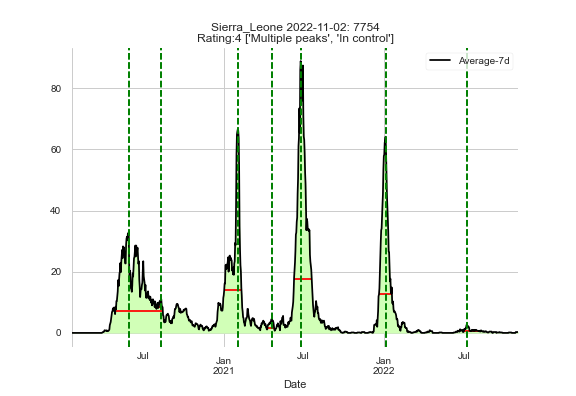 Sierra_Leone 2022-11-02: 7754
Rating:4 ['Multiple peaks', 'In control']
Average-7d
80
60
40
20
0
Jul
Jan
2021
Jul
Jan
2022
Jul
Date